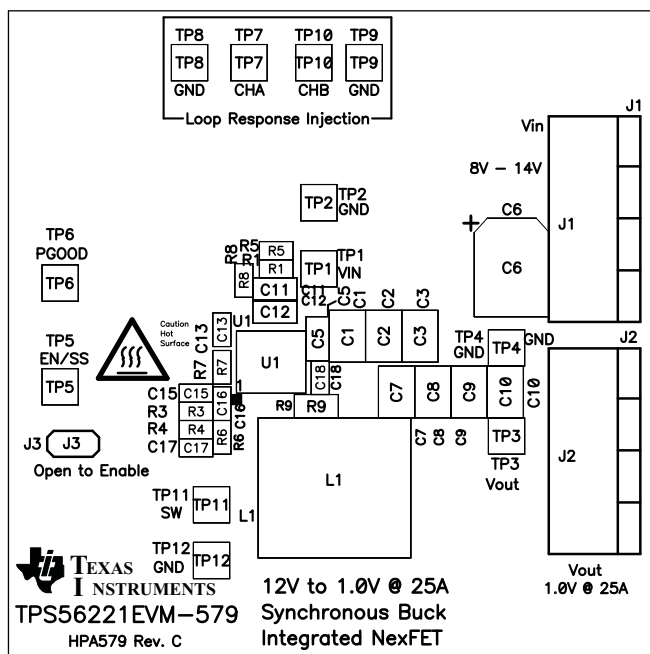 TP8 TP7 TP10 TP9
TP8 TP7 TP10 TP9
GND CHA CHB GND
Loop Response Injection
J1
Vin
8V - 14V
C6
+
C6
J1
TP2
TP2
GND
TP6
PGOOD
TP6
R8
R5
R5
R1
R1
R8
TP1
TP1
VIN
C11
C11
C12
C12
C5
C1
C2
C3
TP5
EN/SS
TP5
Caution
Hot
Surface
C13
C13
U1
U1
C5
C1
C2
C3
TP4
GND
TP4
GND
J2
R7
R7
1
C18
C18
C15
C15
C16
C16
R3
R3
R4
R4
R6
R6
C17
C17
R9
R9
C7
C8
C9
C10
C10
C7
C8
C9
TP3
TP3
Vout
J2
J3
J3
Open to Enable
TP11
SW
TP11
L1
L1
TP12
GND
TP12
TEXAS
INSTRUMENTS
TPS56221EVM-579
HPA579 Rev. C
12V to 1.0V @ 25A
Synchronous Buck
Integrated NexFET
Vout
1.0V @ 25A